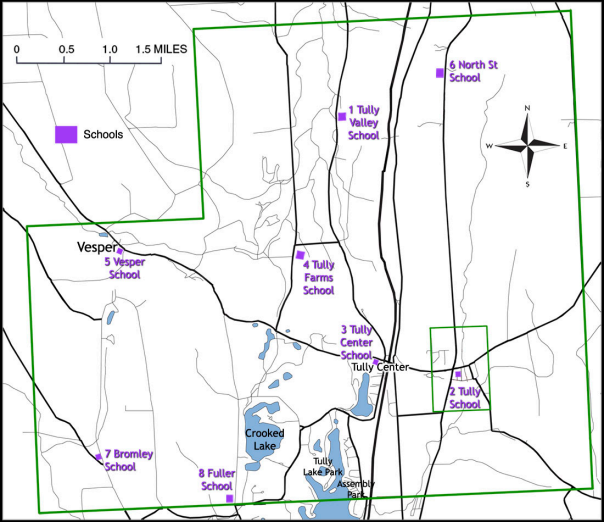 0 0.5 1.0 1.5 MILES
6 North St
School
1 Tully
Valley
School
Schools
N
W E
S
Vesper
5 Vesper
School
4 Tully
Farms
School
3 Tully
Center
School
Tully Center
2 Tully
School
Crooked
Lake
7 Bromley
School
8 Fuller
School
Tully
Lake Park
Assembly
Park